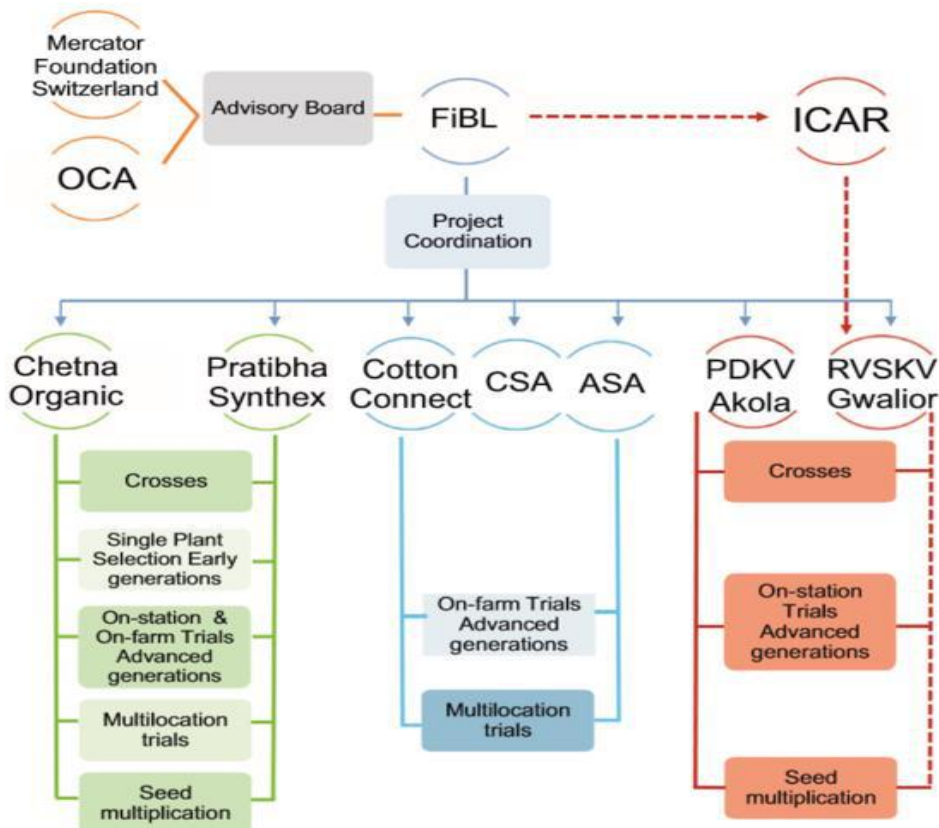 Mercator
Foundation
Switzerland
Advisory Board
FiBL
ICAR
OCA
Project
Coordination
Chetna
Organic
Pratibha
Synthex
Cotton
Connect
CSA
ASA
PDKV
Akola
RVSKV
Gwalior
Crosses
Single Plant
Selection Early
generations
On-station &
On-farm Trials
Advanced
generations
Multilocation
trials
Seed
multiplication
On-farm Trials
Advanced
generations
Multilocation
trials
Crosses
On-station
Trials
Advanced
generations
Seed
multiplication